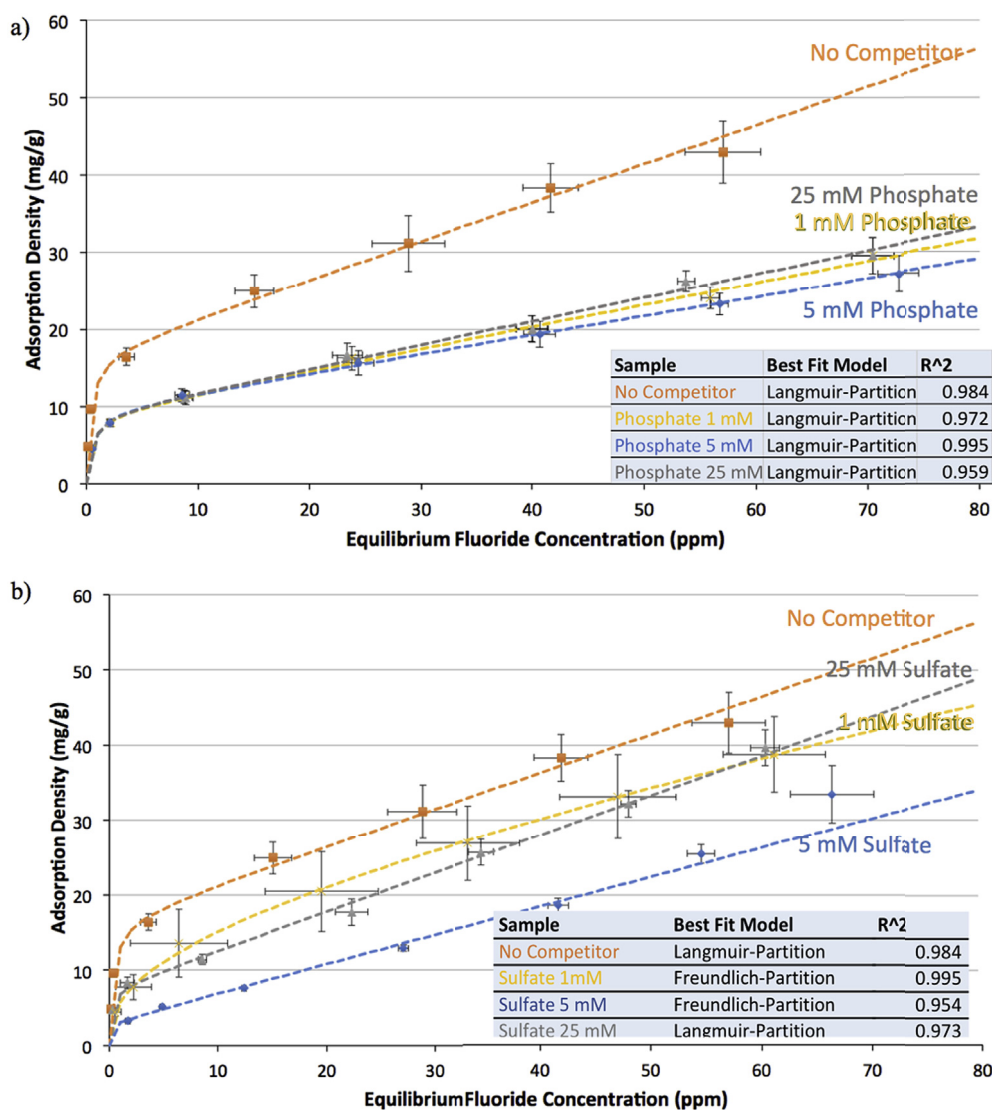 a)
60
50
40
30
20
10
0
Adsorption Density (mg/g)
No Competitor
25 mM Phosphate
1 mM Phosphate
5 mM Phosphate
Sample Best Fit Model R^2
No Competitor Langmuir-Partition 0.984
Phosphate 1 mM Langmuir-Partition 0.972
Phosphate 5 mM Langmuir-Partition 0.995
Phosphate 25 mM Langmuir-Partition 0.959
0 10 20 30 40 50 60 70 80
Equilibrium Fluoride Concentration (ppm)
b)
60
50
40
30
20
10
0
Adsorption Density (mg/g)
No Competitor
25 mM Sulfate
1 mM Sulfate
5 mM Sulfate
Sample Best Fit Model R^2
No Competitor Langmuir-Partition 0.984
Sulfate 1mM Freundlich-Partition 0.995
Sulfate 5 mM Freundlich-Partition 0.954
Sulfate 25 mM Langmuir-Partition 0.973
0 10 20 30 40 50 60 70 80
EquilibriumFluoride Concentration (ppm)